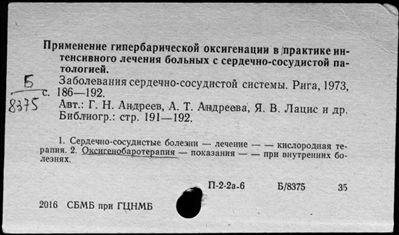 Применение гипербарической оксигенации в практике ин-
тенсивного лечения больных с сердечно-сосудистой па-
тологией.
Б
8375
Заболевания сердечно-сосудистой системы. Рига, 1973,
с. 186—192.
Авт.: Г. Н. Андреев, А. Т. Андреева, Я. В. Лацис и др.
Библиогр.: стр. 191—192.
1. Сердечно-сосудистые болезни — лечение — — кислородная те-
рапия. 2. Оксигенобаротерапия — показания — — при внутренних бо-
лезнях.
П-2-2а-6 Б/8375 35
2016 СБМБ при ГЦНМБ